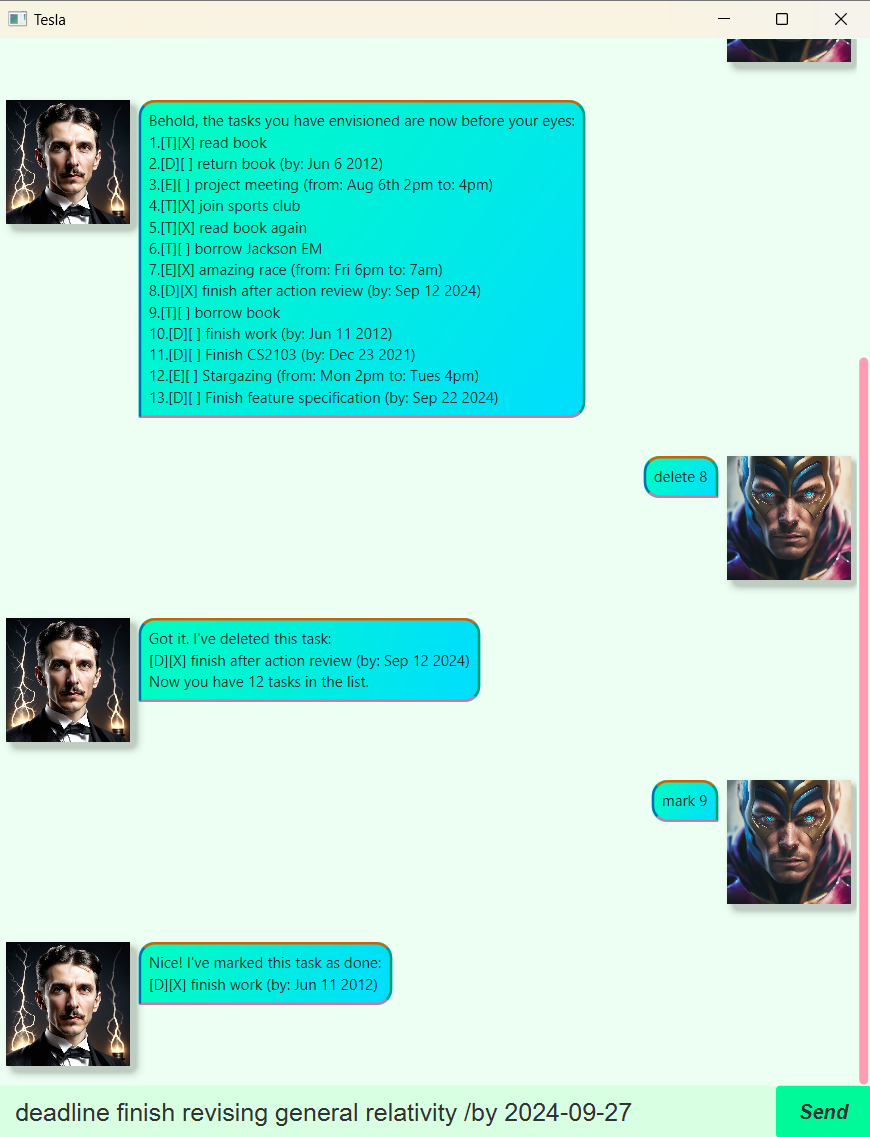 Tesla
Behold, the tasks you have envisioned are now before your eyes:
1.[T][X] read book
2.[D][ ] return book (by: Jun 6 2012)
3.[E][ ] project meeting (from: Aug 6th 2pm to: 4pm)
4.[T][X] join sports club
5.[T][X] read book again
6.[T][ ] borrow Jackson EM
7.[E][X] amazing race (from: Fri 6pm to: 7am)
8.[D][X] finish after action review (by: Sep 12 2024)
9.[T][ ] borrow book
10.[D][ ] finish work (by: Jun 11 2012)
11.[D][ ] Finish CS2103 (by: Dec 23 2021)
12.[E][ ] Stargazing (from: Mon 2pm to: Tues 4pm)
13.[D][ ] Finish feature specification (by: Sep 22 2024)
delete 8
Got it. I've deleted this task:
[D][X] finish after action review (by: Sep 12 2024)
Now you have 12 tasks in the list.
mark 9
Nice! I've marked this task as done:
[D][X] finish work (by: Jun 11 2012)
deadline finish revising general relativity /by 2024-09-27
Send